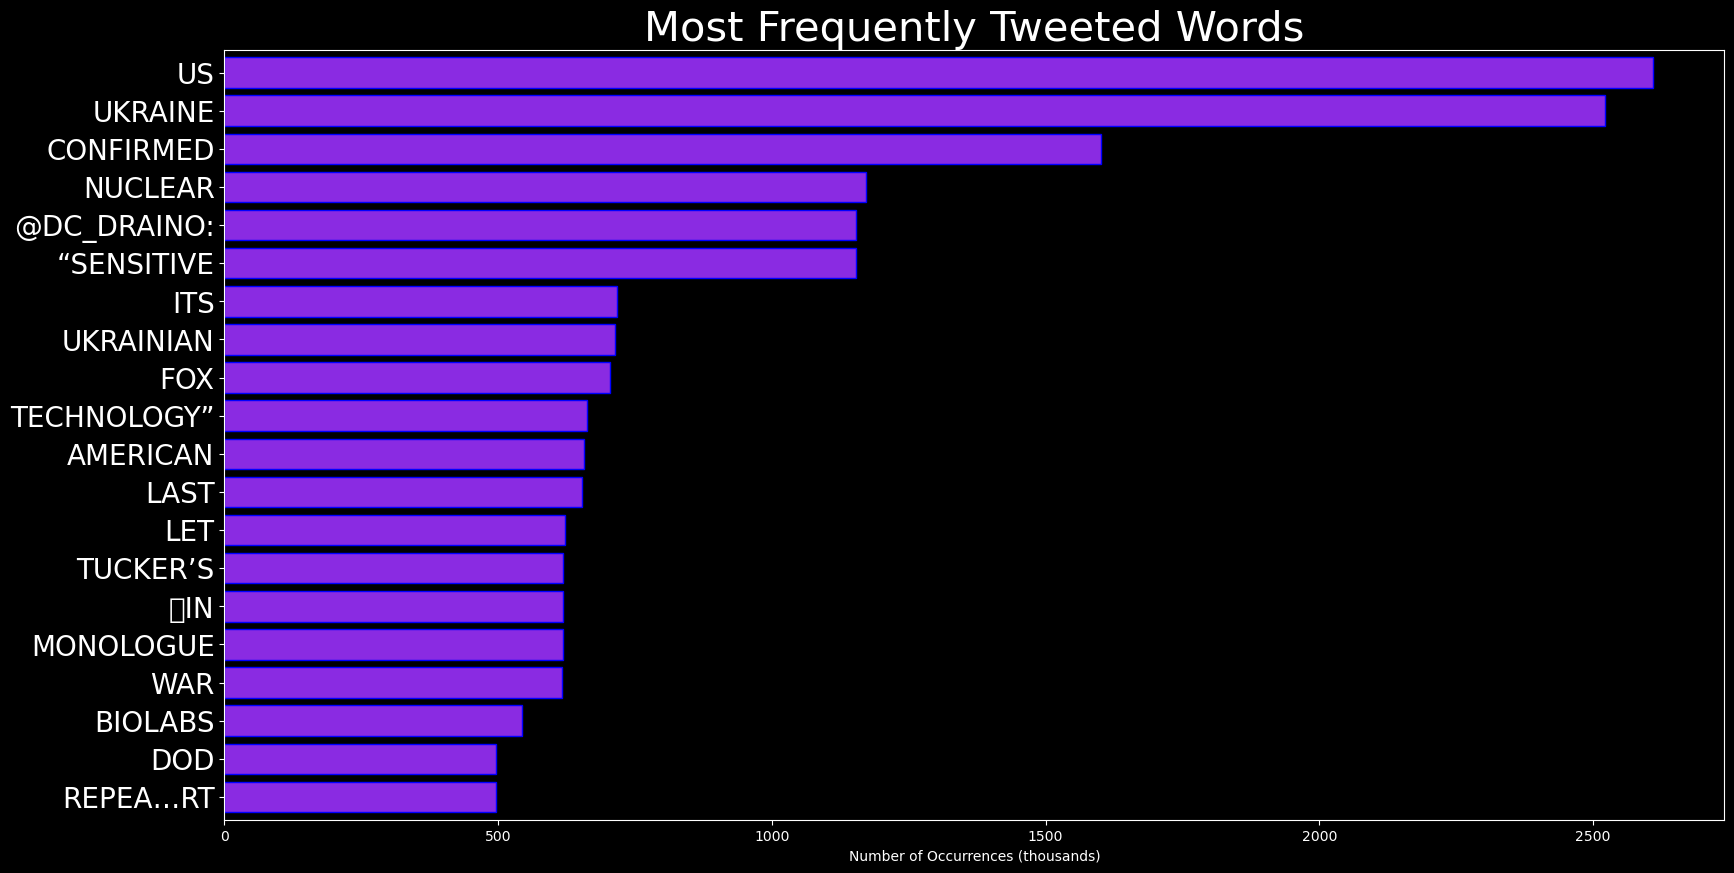 Most Frequently Tweeted Words
US
UKRAINE
CONFIRMED
NUCLEAR
@DC_DRAINO:
“SENSITIVE
ITS
UKRAINIAN
FOX
TECHNOLOGY”
AMERICAN
LAST
LET
TUCKER’S
▯IN
MONOLOGUE
WAR
BIOLABS
DOD
REPEA…RT
0 500 1000 1500 2000 2500
Number of Occurrences (thousands)